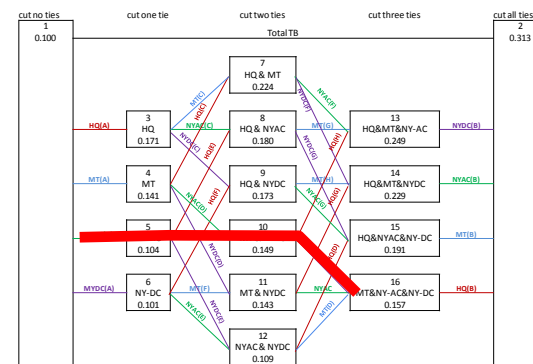 cut no ties
cut one tie
cut two ties
cut three ties
cut all ties
1
0.100
2
0.313
Total TB
7
HQ & MT
0.224
MT(C)
HQ(C)
NYAC(F)
NYDC(F)
HQ(A)
3
HQ
0.171
NYAC(C)
NYDC(C)
8
HQ & NYAC
0.180
MT(G)
HQ(H)
13
HQ&MT&NY-AC
0.249
NYDC(B)
HQ(E)
NYDC(G)
MT(A)
4
MT
0.141
HQ(F)
NYAC(D)
9
HQ & NYDC
0.173
MT(H)
NYAC(G)
HQ(G)
14
HQ&MT&NYDC
0.229
NYAC(B)
5
0.104
NYDC(D)
10
0.149
HQ(D)
15
HQ&NYAC&NY-DC
0.191
MT(B)
MYDC(A)
6
NY-DC
0.101
MT(F)
NYAC(E)
NYDC(E)
11
MT & NYDC
0.143
NYAC
MT(D)
16
MT&NY-AC&NY-DC
0.157
HQ(B)
12
NYAC & NYDC
0.109